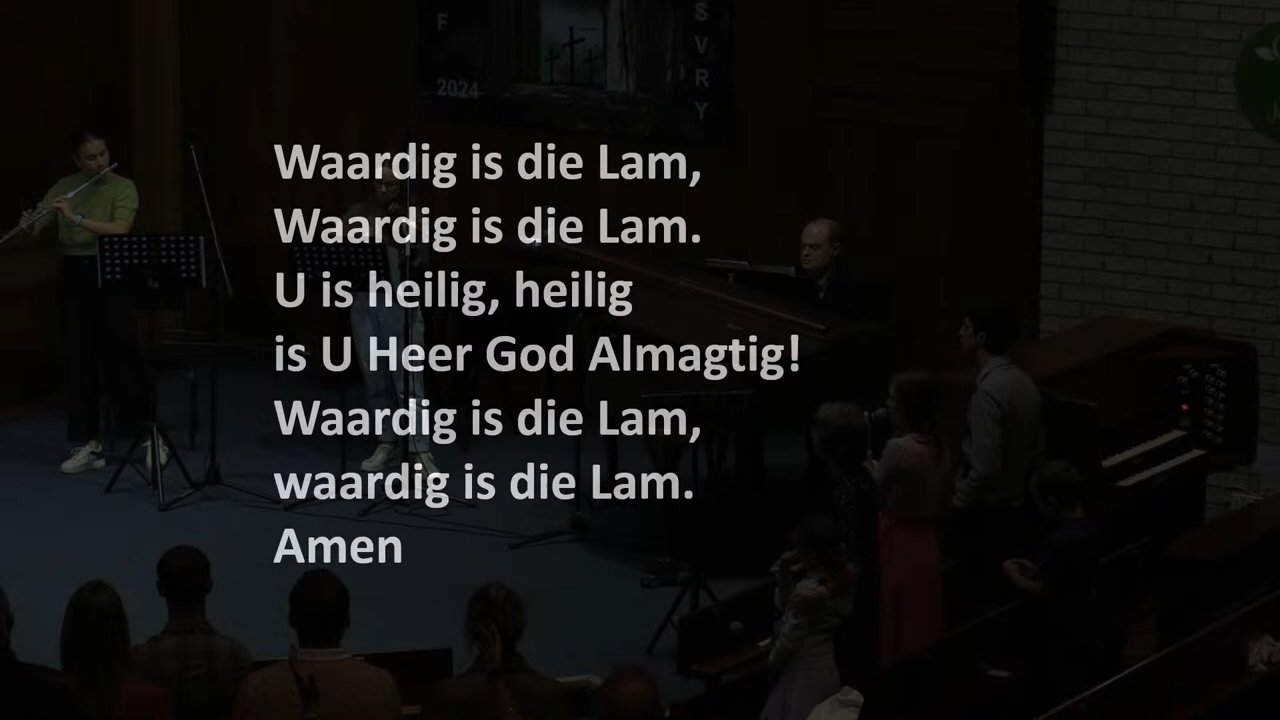 F
2024
S
V
R
Y
Waardig is die Lam,
Waardig is die Lam.
U is heilig, heilig
is U Heer God Almagtig!
Waardig is die Lam,
waardig is die Lam.
Amen